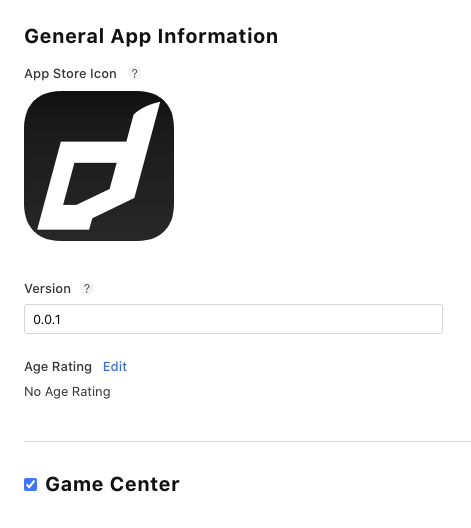 General App Information
App Store Icon ?
d
Version ?
0.0.1
Age Rating Edit
No Age Rating
Game Center